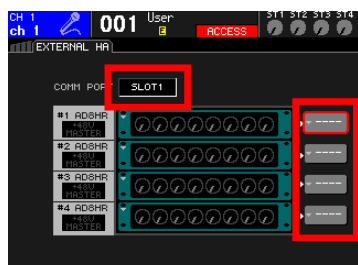 CH 1
ch 1
001
User
E
ACCESS
ST1 ST2 ST3 ST4
EXTERNAL HA
COMM PORT
SLOT1
#1 AD8HR
+48V
MASTER
----
#2 AD8HR
+48V
MASTER
----
#3 AD8HR
+48V
MASTER
----
#4 AD8HR
+48V
MASTER
----